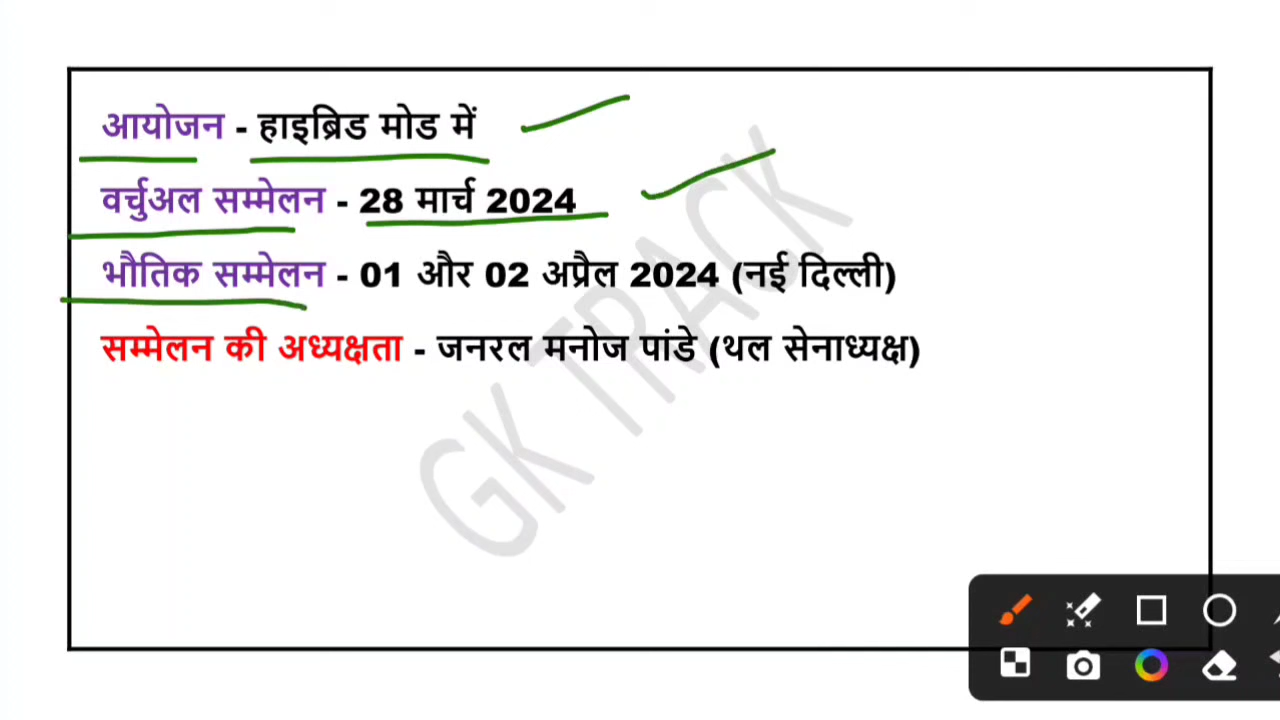 आयोजन - हाइब्रिड मोड में
वर्चुअल सम्मेलन - 28 मार्च 2024
भौतिक सम्मेलन - 01 और 02 अप्रैल 2024 (नई दिल्ली)
सम्मेलन की अध्यक्षता - जनरल मनोज पांडे (थल सेनाध्यक्ष)
GK TRACK